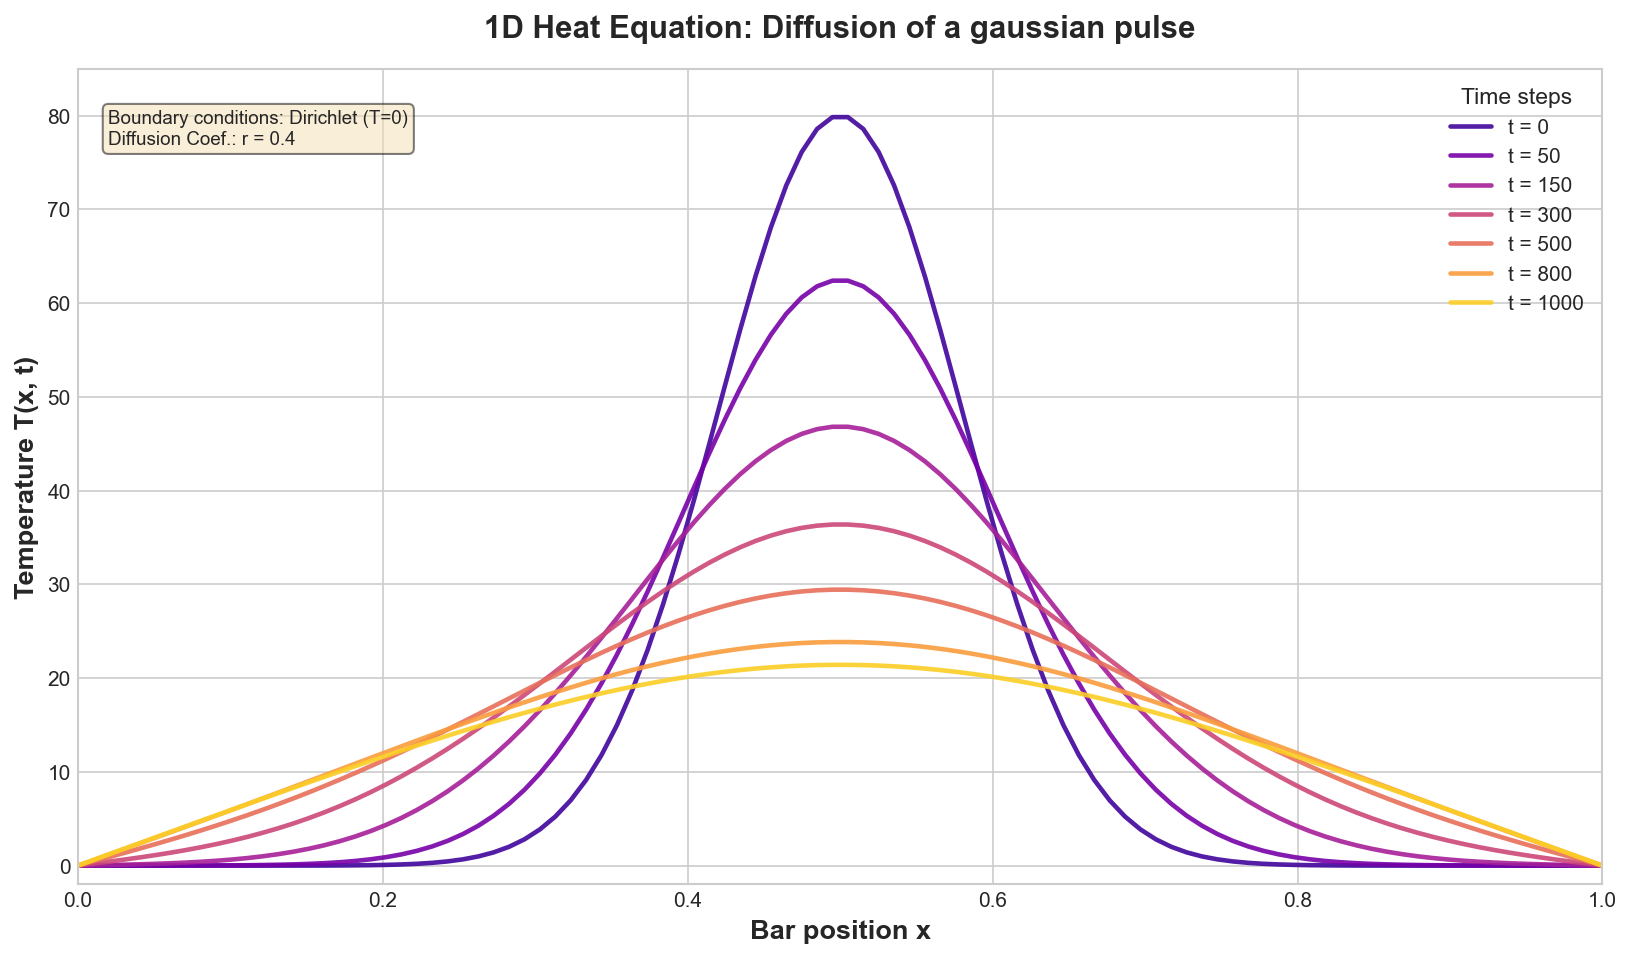 1D Heat Equation: Diffusion of a gaussian pulse
Boundary conditions: Dirichlet (T=0)
Diffusion Coef.: r = 0.4
Time steps
t = 0
t = 50
t = 150
t = 300
t = 500
t = 800
t = 1000
Temperature T(x, t)
80
70
60
50
40
30
20
10
0
0.0 0.2 0.4 0.6 0.8 1.0
Bar position x